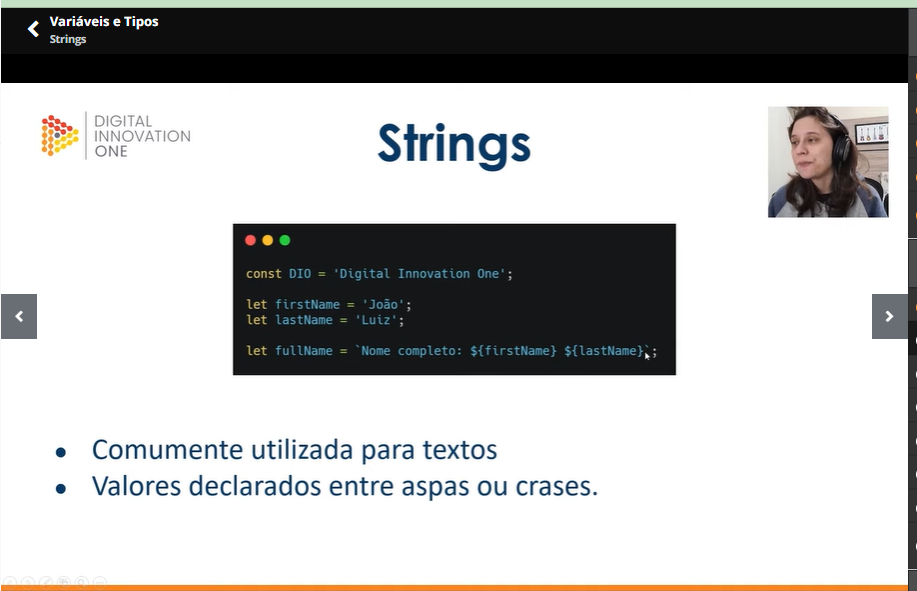 Variáveis e Tipos
Strings
DIGITAL
INNOVATION
ONE
Strings
const DIO = 'Digital Innovation One';
let firstName = 'João';
let lastName = 'Luiz';
let fullName = `Nome completo: ${firstName} ${lastName}`;
● Comumente utilizada para textos
● Valores declarados entre aspas ou crases.